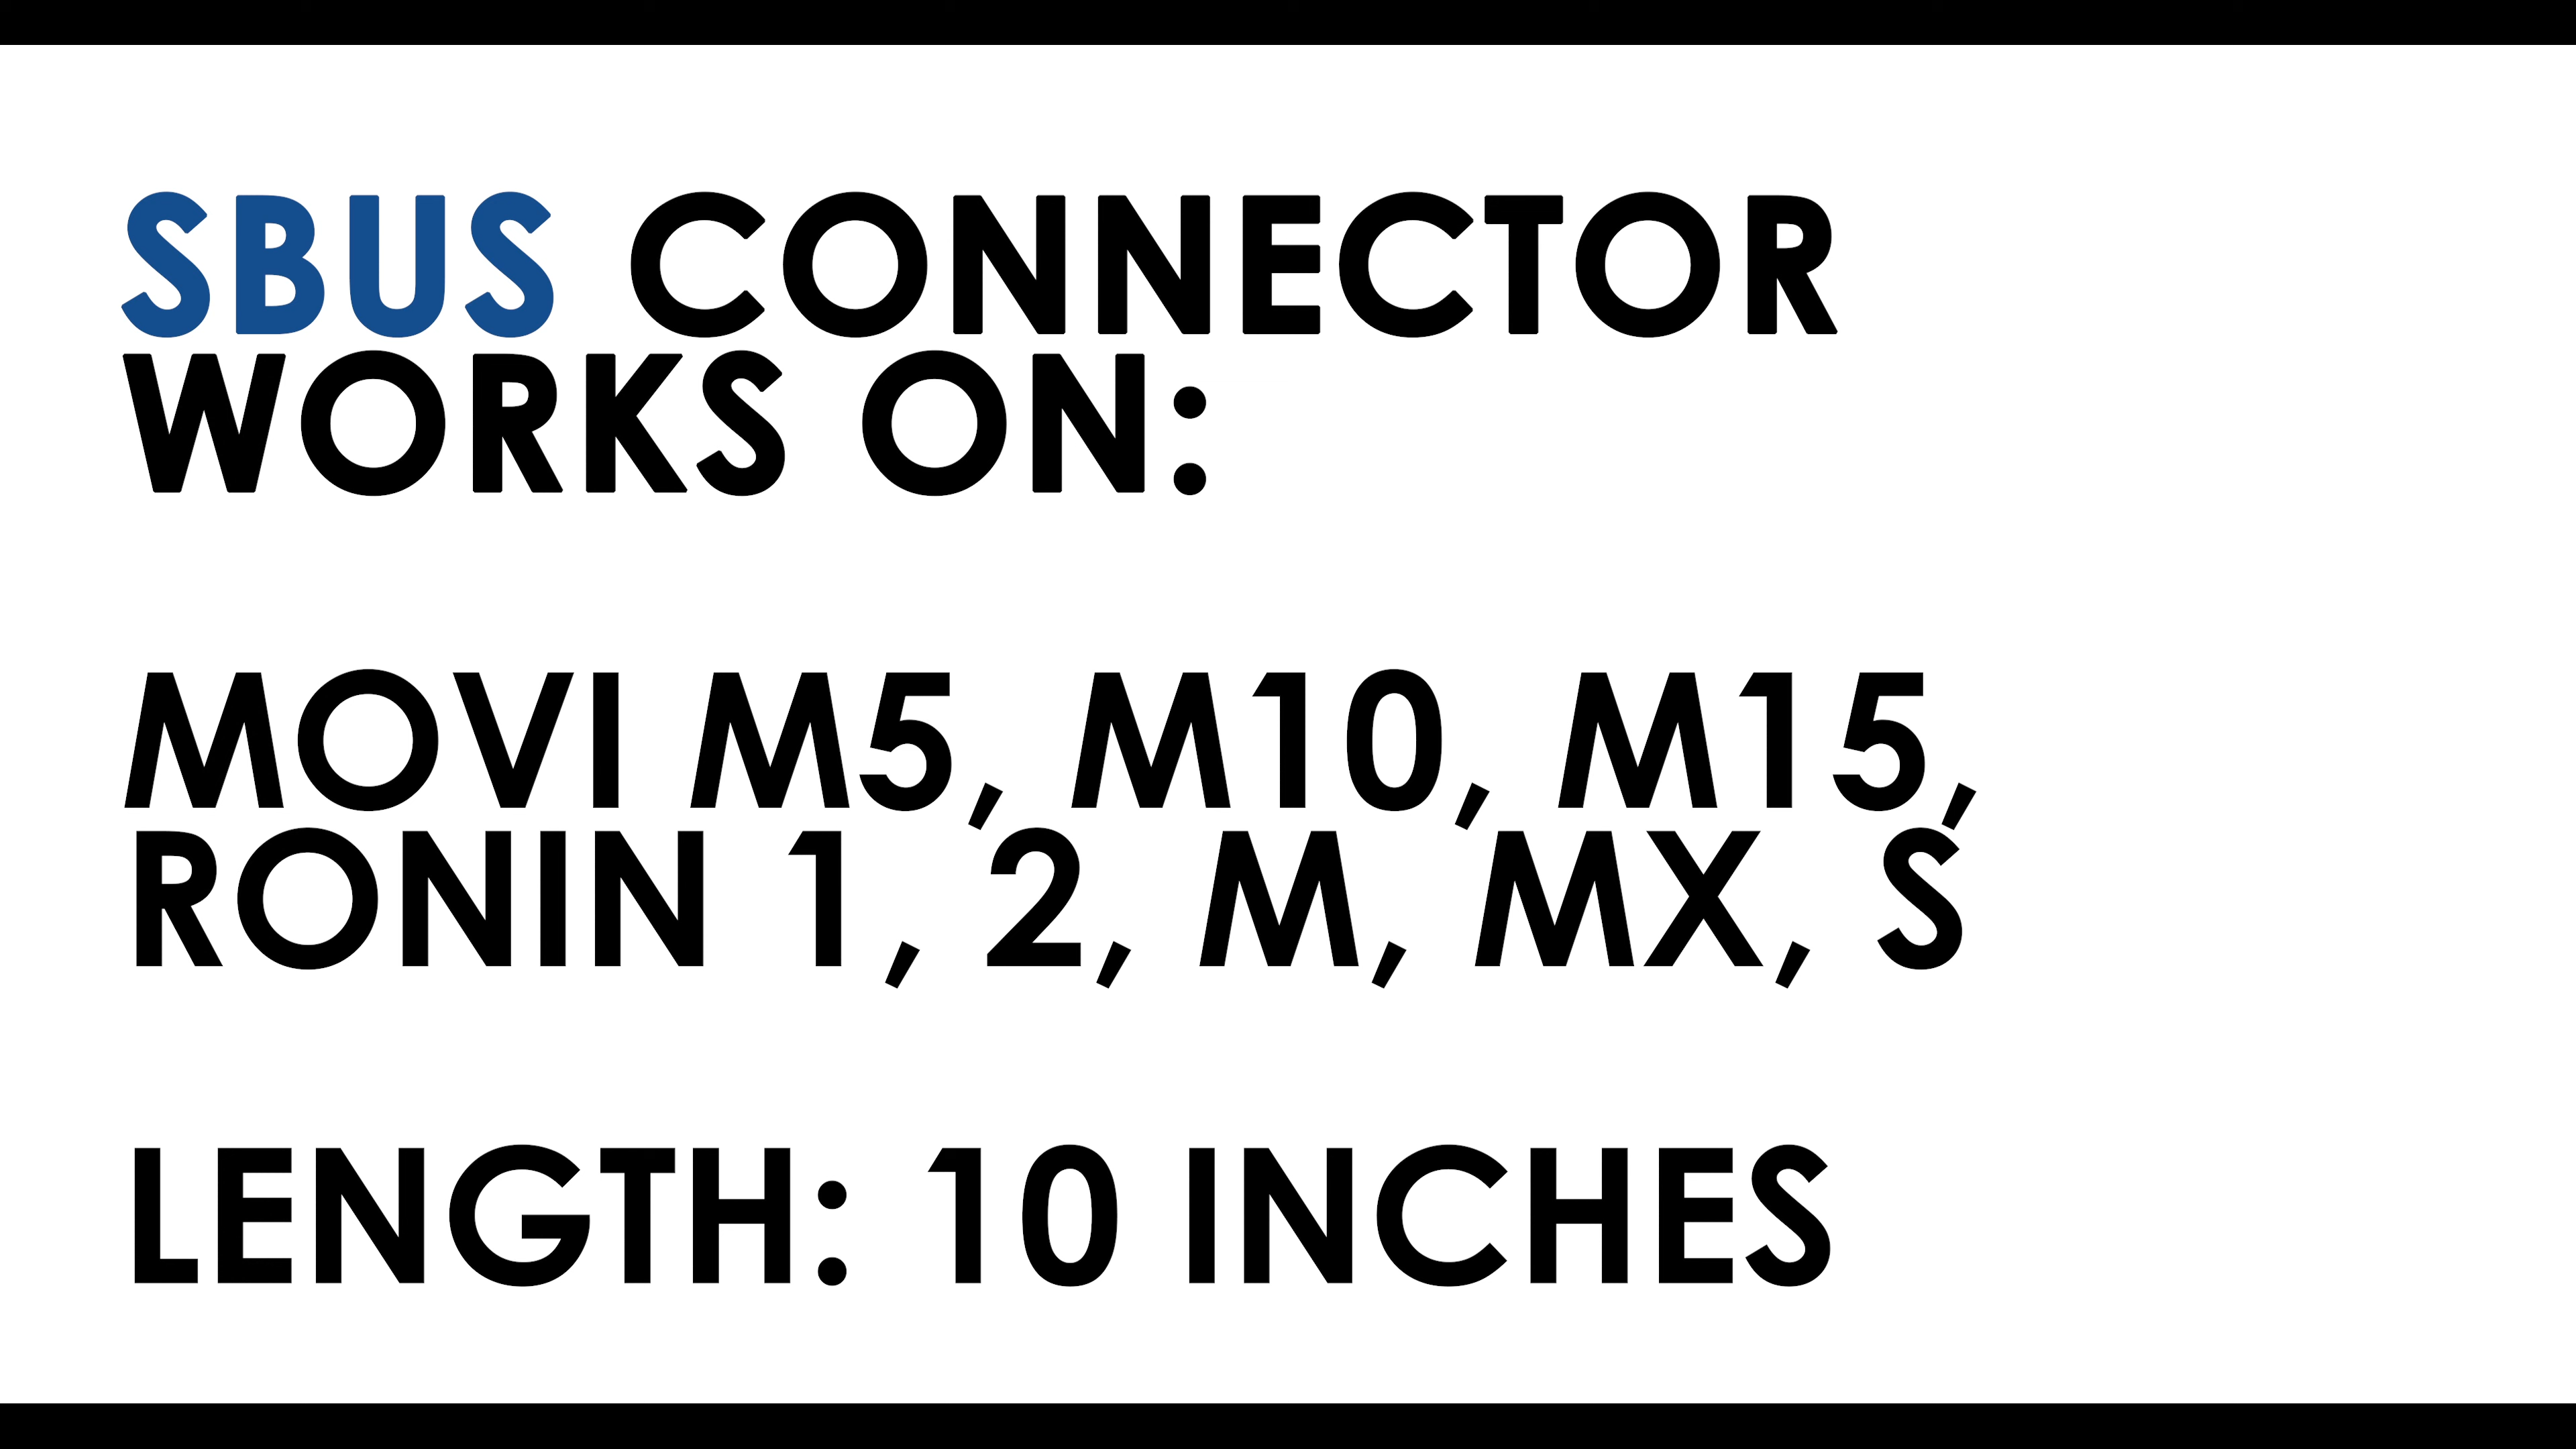 SBUS CONNECTOR
WORKS ON:
MOVI M5, M10, M15,
RONIN 1, 2, M, MX, S
LENGTH: 10 INCHES